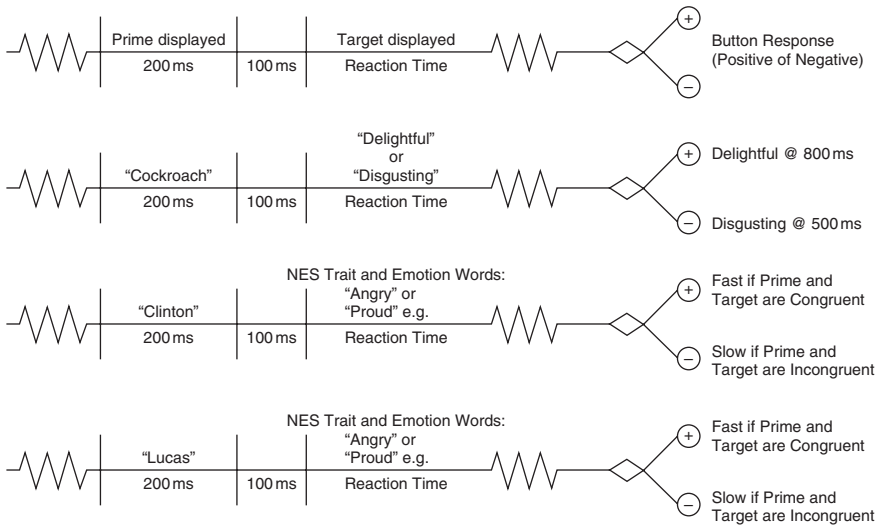 Prime displayed
200 ms
100 ms
Target displayed
Reaction Time
+
−
Button Response
(Positive of Negative)
“Cockroach”
200 ms
100 ms
“Delightful”
or
“Disgusting”
Reaction Time
+
−
Delightful @ 800 ms
Disgusting @ 500 ms
NES Trait and Emotion Words:
“Clinton”
200 ms
100 ms
“Angry” or
“Proud” e.g.
Reaction Time
+
−
Fast if Prime and
Target are Congruent
Slow if Prime and
Target are Incongruent
NES Trait and Emotion Words:
“Lucas”
200 ms
100 ms
“Angry” or
“Proud” e.g.
Reaction Time
+
−
Fast if Prime and
Target are Congruent
Slow if Prime and
Target are Incongruent